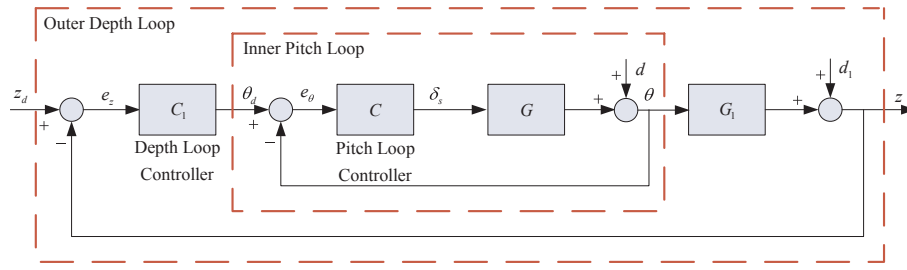 Outer Depth Loop
Inner Pitch Loop
z_d
+
−
e_z
C_1
Depth Loop
Controller
θ_d
+
−
e_θ
C
Pitch Loop
Controller
δ_s
G
+
+
d
θ
G_1
+
+
d_1
z